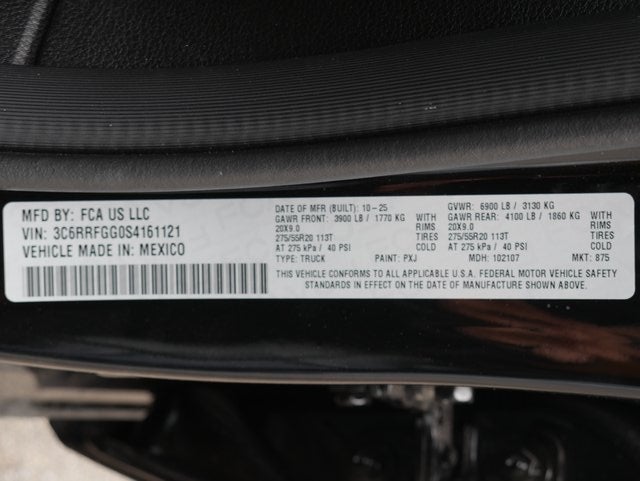 MFD BY: FCA US LLC
VIN: 3C6RRFGG0S4161121
VEHICLE MADE IN: MEXICO
DATE OF MFR (BUILT): 10-25 GVWR: 6900 LB / 3130 KG
GAWR FRONT: 3900 LB / 1770 KG WITH GAWR REAR: 4100 LB / 1860 KG WITH
20X9.0 RIMS 20X9.0 RIMS
275/55R20 113T 275/55R20 113T
AT 275 kPa / 40 PSI COLD AT 275 kPa / 40 PSI COLD
TYPE: TRUCK PAINT: PXJ MDH: 102107 MKT: 875
THIS VEHICLE CONFORMS TO ALL APPLICABLE U.S.A. FEDERAL MOTOR VEHICLE SAFETY
STANDARDS IN EFFECT ON THE DATE OF MANUFACTURE SHOWN ABOVE.